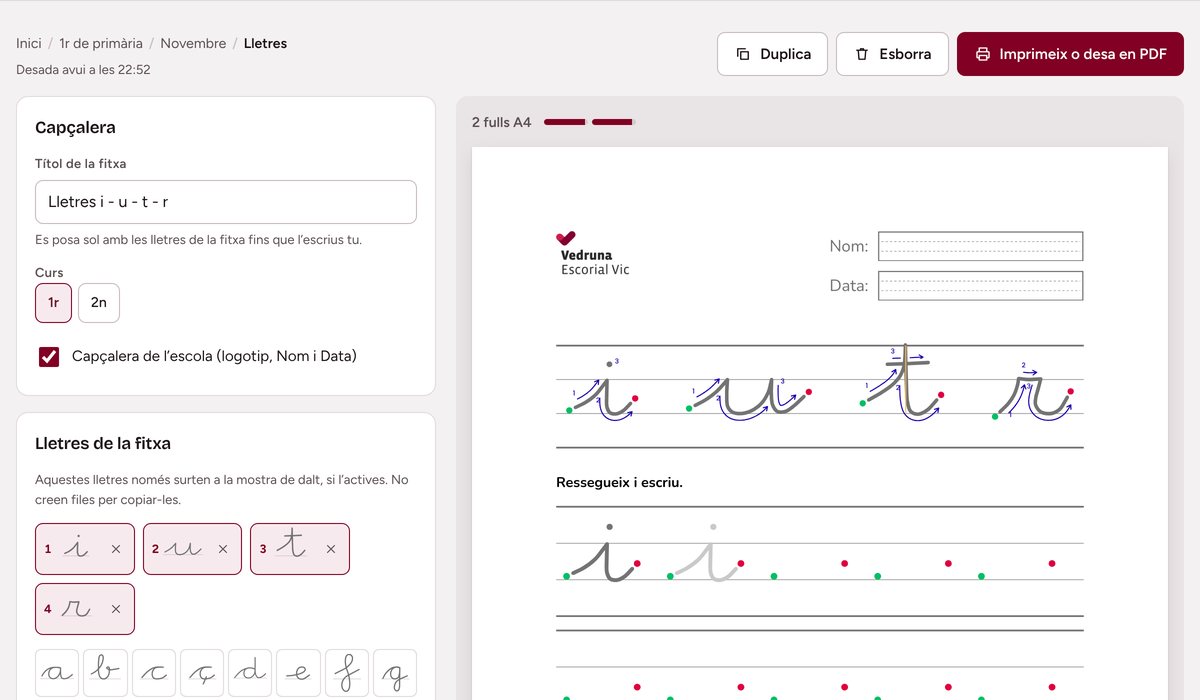 Inici / 1r de primària / Novembre / Lletres
Desada avui a les 22:52
Duplica
Esborra
Imprimeix o desa en PDF
Capçalera
Títol de la fitxa
Lletres i - u - t - r
Es posa sol amb les lletres de la fitxa fins que l’escrius tu.
Curs
1r 2n
Capçalera de l’escola (logotip, Nom i Data)
Lletres de la fitxa
Aquestes lletres només surten a la mostra de dalt, si l’actives. No
creen files per copiar-les.
1 i × 2 u × 3 t ×
4 r ×
a b c ç d e f g
2 fulls A4
Vedruna
Escorial Vic
Nom:
Data:
i u t r
Ressegueix i escriu.
i i